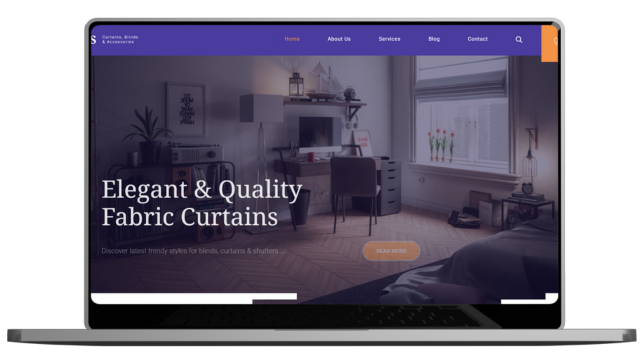 S
Curtains, Blinds
& Accessories
Home
About Us
Services
Blog
Contact
Elegant & Quality
Fabric Curtains
Discover latest trendy styles for blinds, curtains & shutters ...
READ MORE